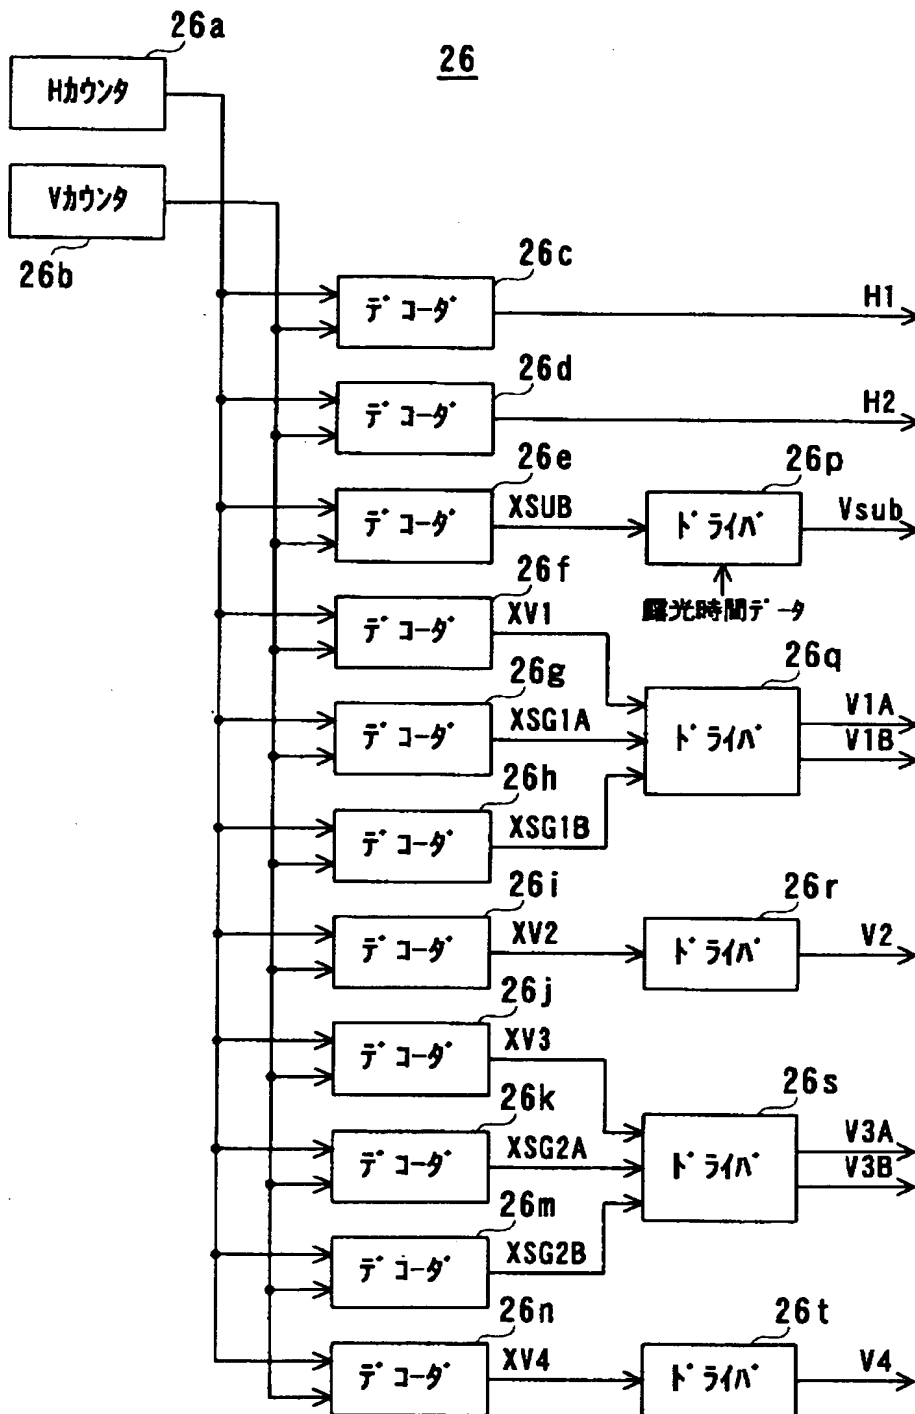 26a
26
Hカウンタ
Vカウンタ
26b
26c
デコーダ
H1
26d
デコーダ
H2
26e
デコーダ
XSUB
26p
ドライバ
Vsub
露光時間データ
26f
デコーダ
XV1
26g
デコーダ
XSG1A
26q
ドライバ
V1A
V1B
26h
デコーダ
XSG1B
26i
デコーダ
XV2
26r
ドライバ
V2
26j
デコーダ
XV3
26k
デコーダ
XSG2A
26s
ドライバ
V3A
V3B
26m
デコーダ
XSG2B
26n
デコーダ
XV4
26t
ドライバ
V4